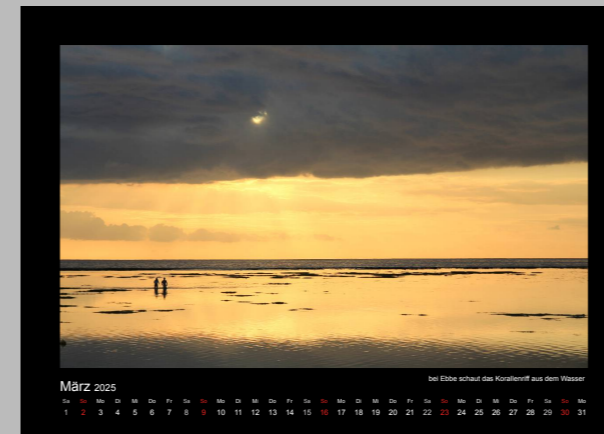 bei Ebbe schaut das Korallenriff aus dem Wasser
März 2025
Sa So Mo Di Mi Do Fr Sa So Mo Di Mi Do Fr Sa So Mo Di Mi Do Fr Sa So Mo Di Mi Do Fr Sa So Mo
1 2 3 4 5 6 7 8 9 10 11 12 13 14 15 16 17 18 19 20 21 22 23 24 25 26 27 28 29 30 31